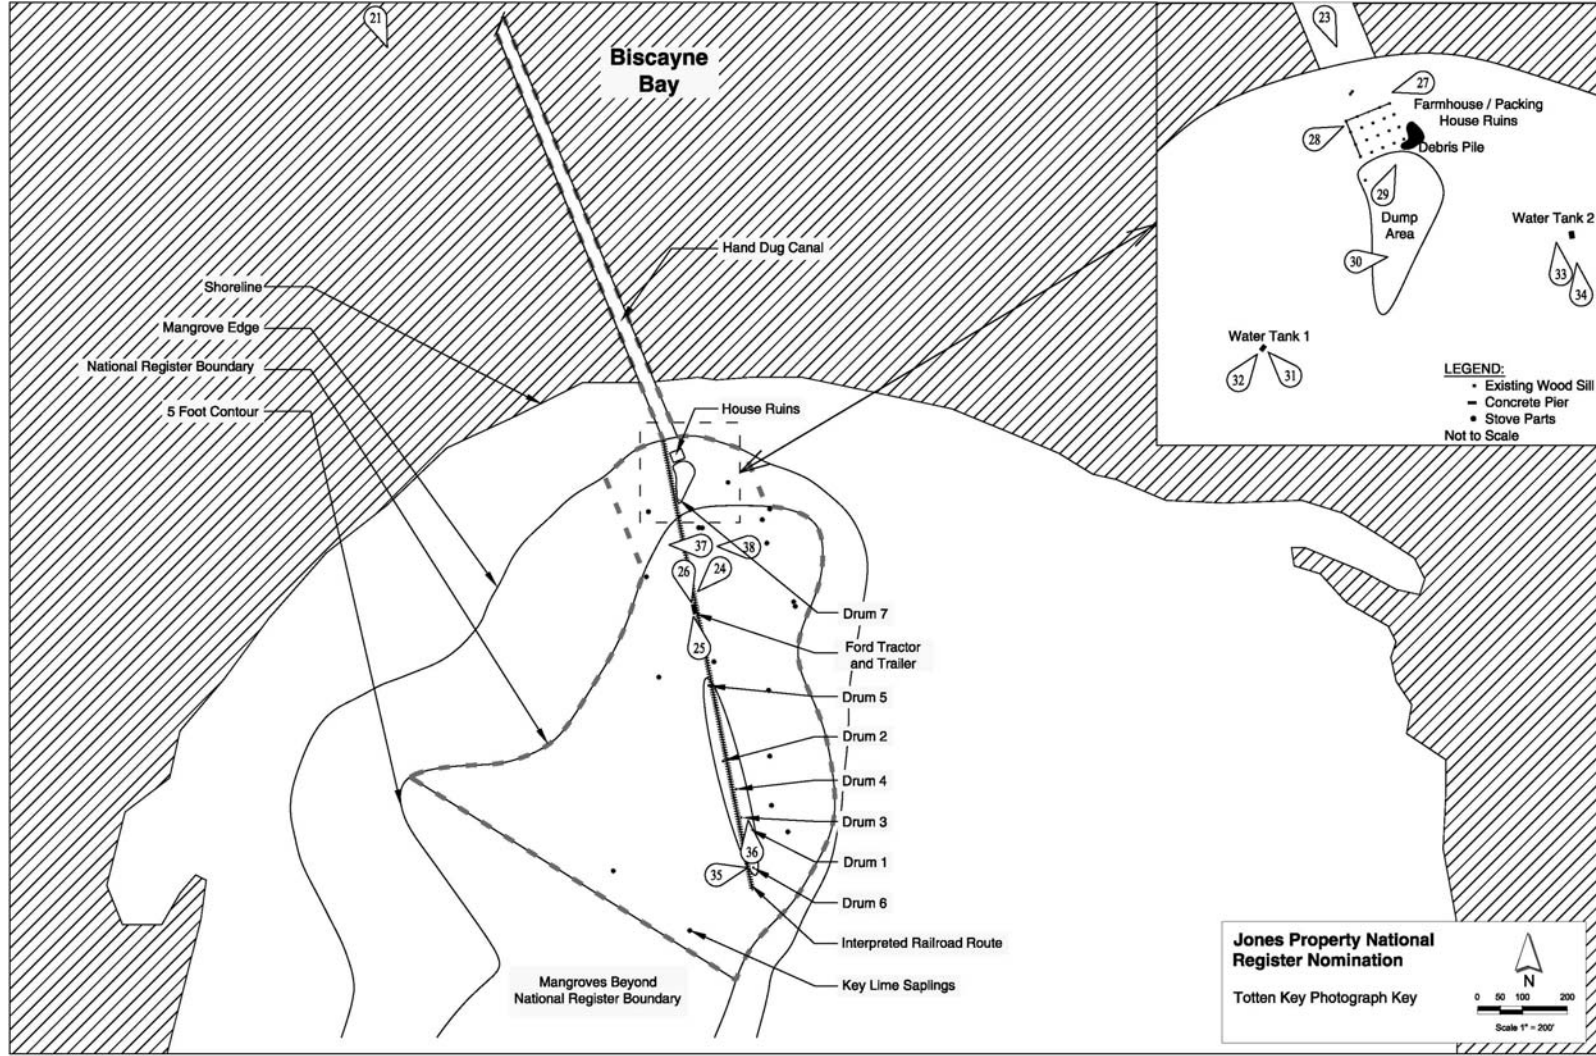 21
Biscayne
Bay
23
27
Farmhouse / Packing
House Ruins
28
Debris Pile
29
Dump
Area
Water Tank 2
30
33
34
Water Tank 1
32
31
LEGEND:
Existing Wood Sill
Concrete Pier
Stove Parts
Not to Scale
Hand Dug Canal
Shoreline
Mangrove Edge
National Register Boundary
5 Foot Contour
House Ruins
37
38
26
24
Drum 7
25
Ford Tractor
and Trailer
Drum 5
Drum 2
Drum 4
Drum 3
36
Drum 1
35
Drum 6
Interpreted Railroad Route
Key Lime Saplings
Mangroves Beyond
National Register Boundary
Jones Property National
Register Nomination
Totten Key Photograph Key
N
0 50 100 200
Scale 1" = 200'